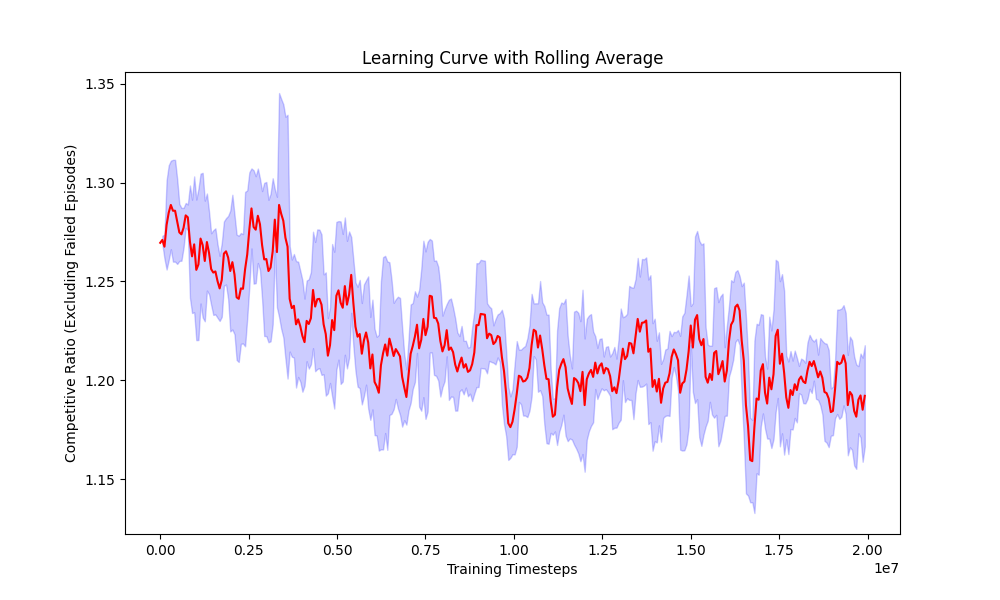 Learning Curve with Rolling Average
Competitive Ratio (Excluding Failed Episodes)
1.35
1.30
1.25
1.20
1.15
0.00 0.25 0.50 0.75 1.00 1.25 1.50 1.75 2.00
1e7
Training Timesteps